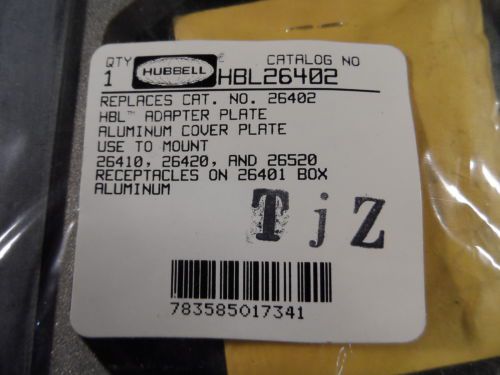 QTY CATALOG NO
1 HUBBELL HBL26402
REPLACES CAT. NO. 26402
HBL™ ADAPTER PLATE
ALUMINUM COVER PLATE
USE TO MOUNT
26410, 26420, AND 26520
RECEPTACLES ON 26401 BOX
ALUMINUM
T j Z
783585017341